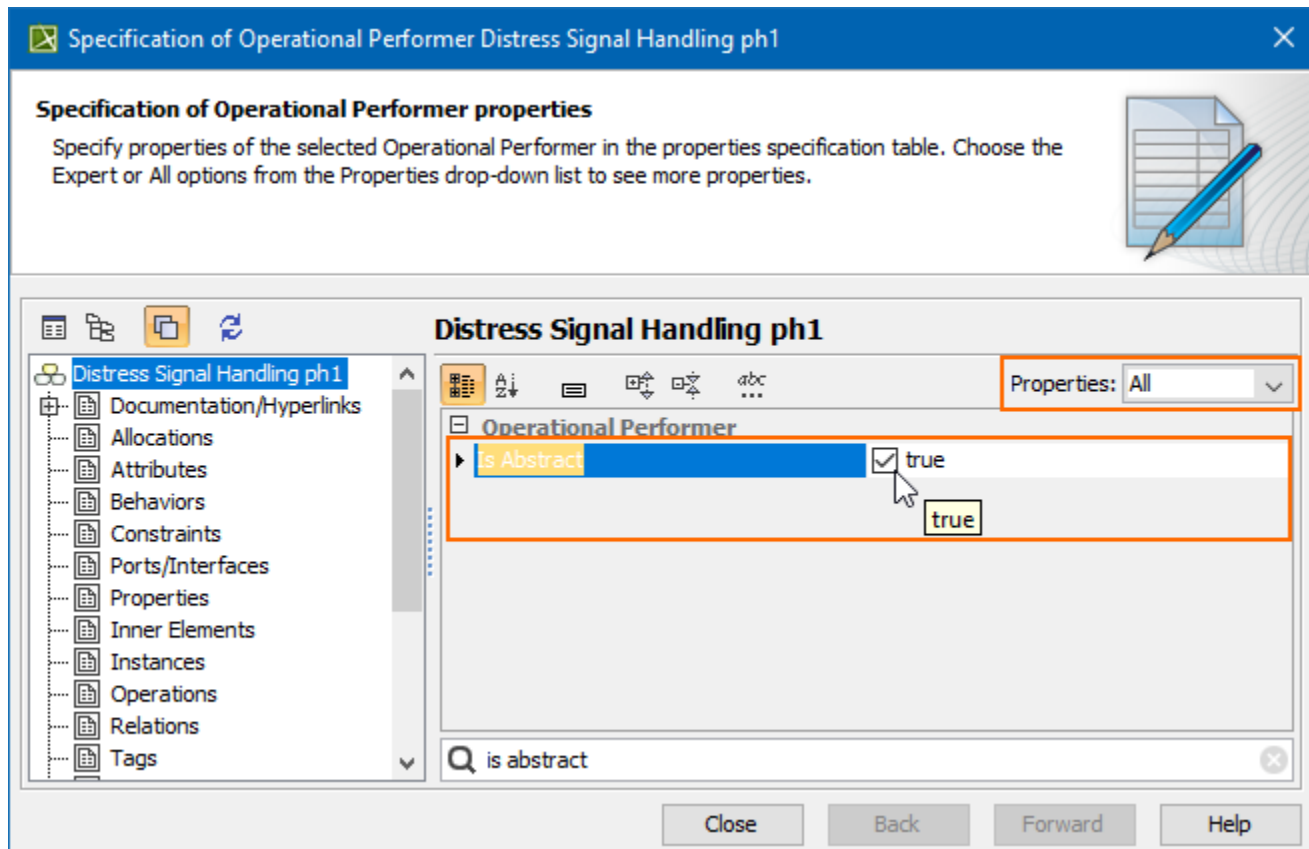 Specification of Operational Performer Distress Signal Handling ph1
Specification of Operational Performer properties
Specify properties of the selected Operational Performer in the properties specification table. Choose the
Expert or All options from the Properties drop-down list to see more properties.
Distress Signal Handling ph1
Distress Signal Handling ph1
Documentation/Hyperlinks
Allocations
Attributes
Behaviors
Constraints
Ports/Interfaces
Properties
Inner Elements
Instances
Operations
Relations
Tags
A
Z
abc
Properties: All
Operational Performer
Is Abstract true
true
is abstract
Close Back Forward Help